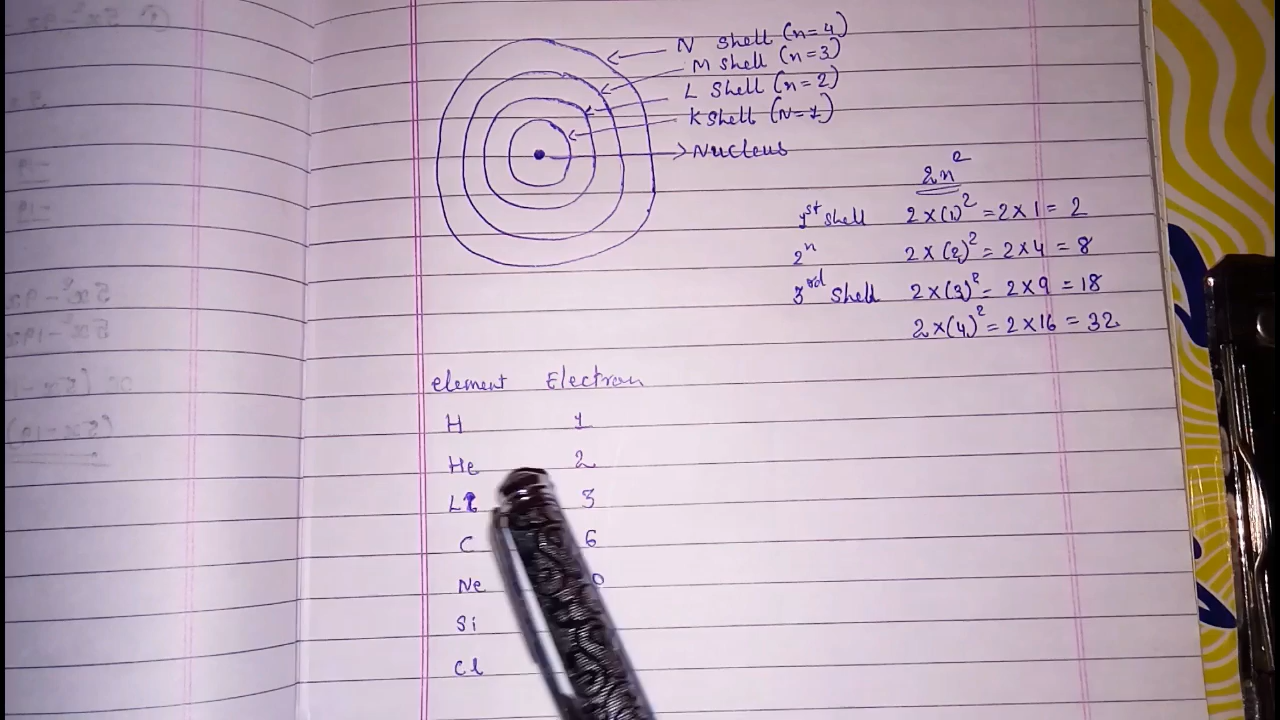 N shell (n=4)
M shell (n=3)
L shell (n=2)
K shell (N=1)
Nucleus
2n²
1st shell 2×(1)² = 2×1 = 2
2n 2×(2)² = 2×4 = 8
3rd shell 2×(3)² = 2×9 = 18
2×(4)² = 2×16 = 32
element Electron
H 1
He 2
Li 3
C 6
Ne 0
Si
Cl